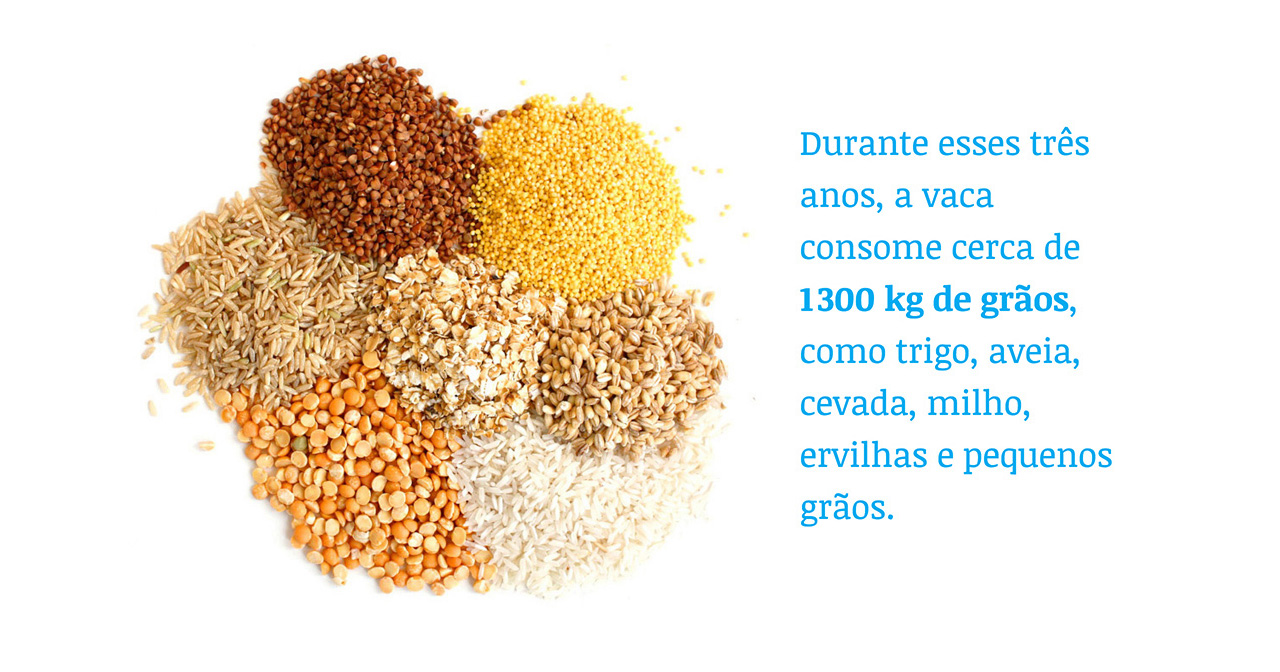 Durante esses três
anos, a vaca
consome cerca de
1300 kg de grãos,
como trigo, aveia,
cevada, milho,
ervilhas e pequenos
grãos.